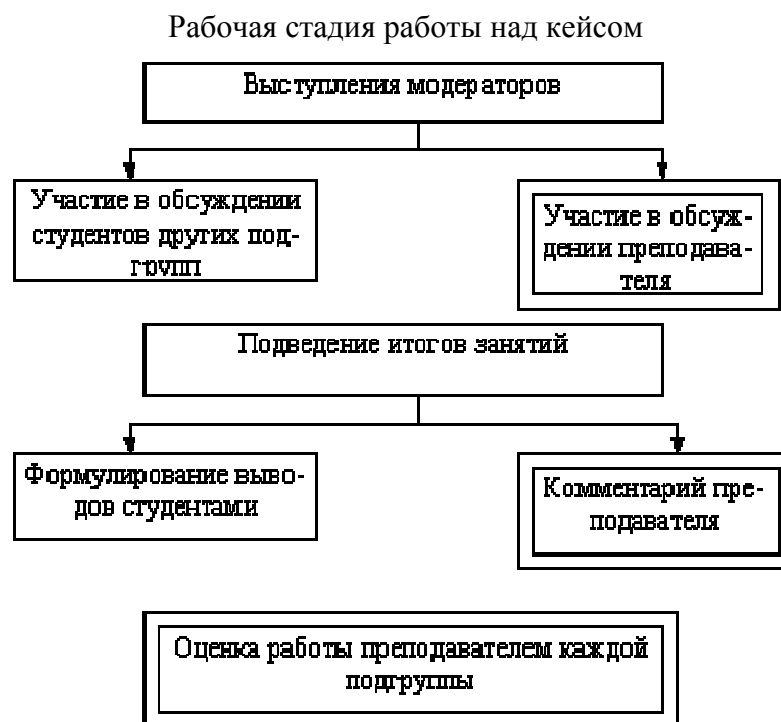 Рабочая стадия работы над кейсом
Выступления модераторов
Участие в обсуждении
студентов других под-
групп
Участие в обсуж-
дении преподава-
теля
Подведение итогов занятий
Формулирование выво-
дов студентами
Комментарий пре-
подавателя
Оценка работы преподавателем каждой
подгруппы